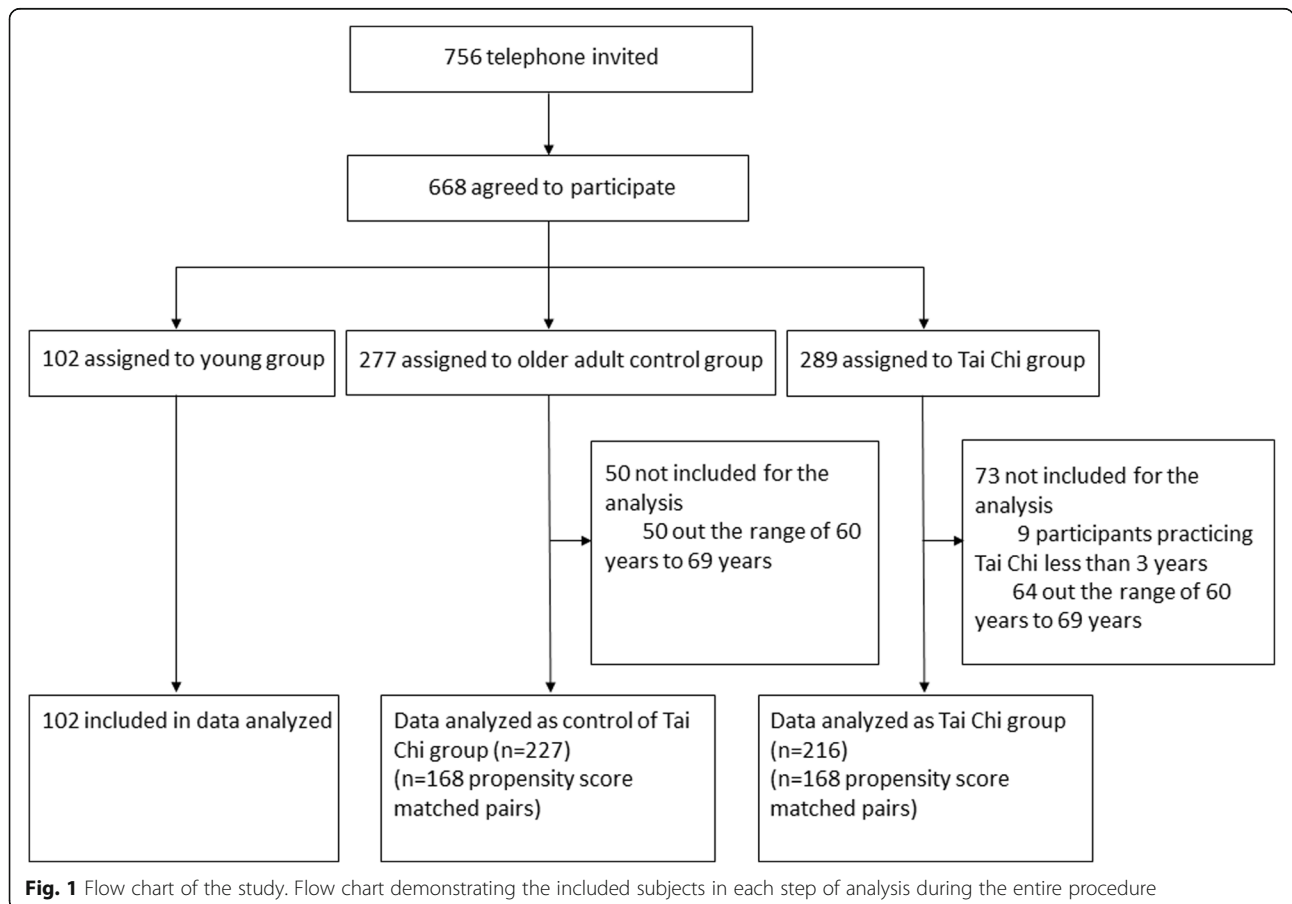 756 telephone invited
668 agreed to participate
102 assigned to young group
277 assigned to older adult control group
289 assigned to Tai Chi group
50 not included for the
analysis
50 out the range of 60
years to 69 years
73 not included for the
analysis
9 participants practicing
Tai Chi less than 3 years
64 out the range of 60
years to 69 years
102 included in data analyzed
Data analyzed as control of Tai
Chi group (n=227)
(n=168 propensity score
matched pairs)
Data analyzed as Tai Chi group
(n=216)
(n=168 propensity score
matched pairs)
Fig. 1 Flow chart of the study. Flow chart demonstrating the included subjects in each step of analysis during the entire procedure